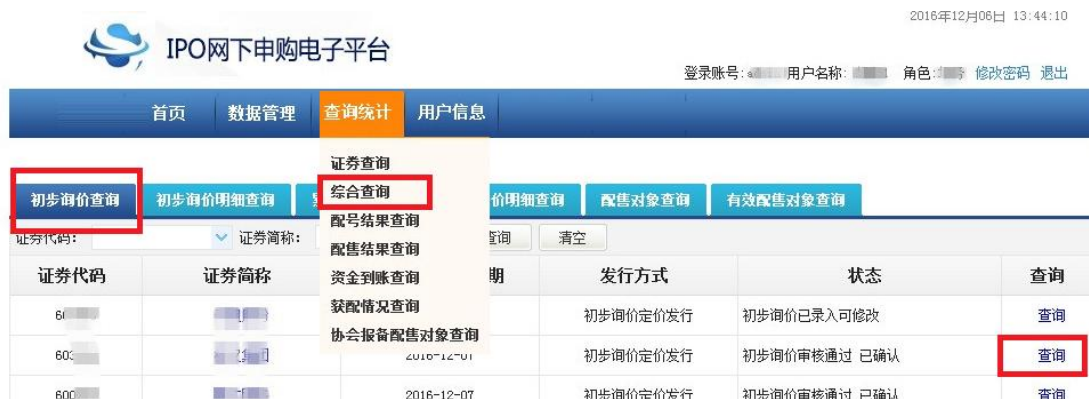 2016年12月06日 13:44:10
IPO网下申购电子平台
登录账号: 用户名称: 角色: 修改密码 退出
首页 数据管理 查询统计 用户信息
证券查询
综合查询
配号结果查询
配售结果查询
资金到账查询
获配情况查询
协会报备配售对象查询
初步询价查询 初步询价明细查询 价明细查询 配售对象查询 有效配售对象查询
证券代码: 证券简称: 查询 清空
证券代码 证券简称 期 发行方式 状态 查询
初步询价定价发行 初步询价已录入可修改 查询
603 2016-12-07 初步询价定价发行 初步询价审核通过 已确认 查询
600 2016-12-07 初步询价定价发行 初步询价审核通过 已确认 查询